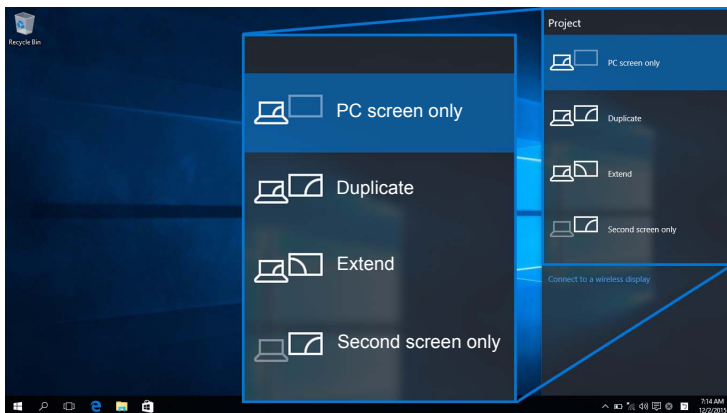 Recycle Bin
PC screen only
Duplicate
Extend
Second screen only
Project
PC screen only
Duplicate
Extend
Second screen only
Connect to a wireless display
7:14 AM